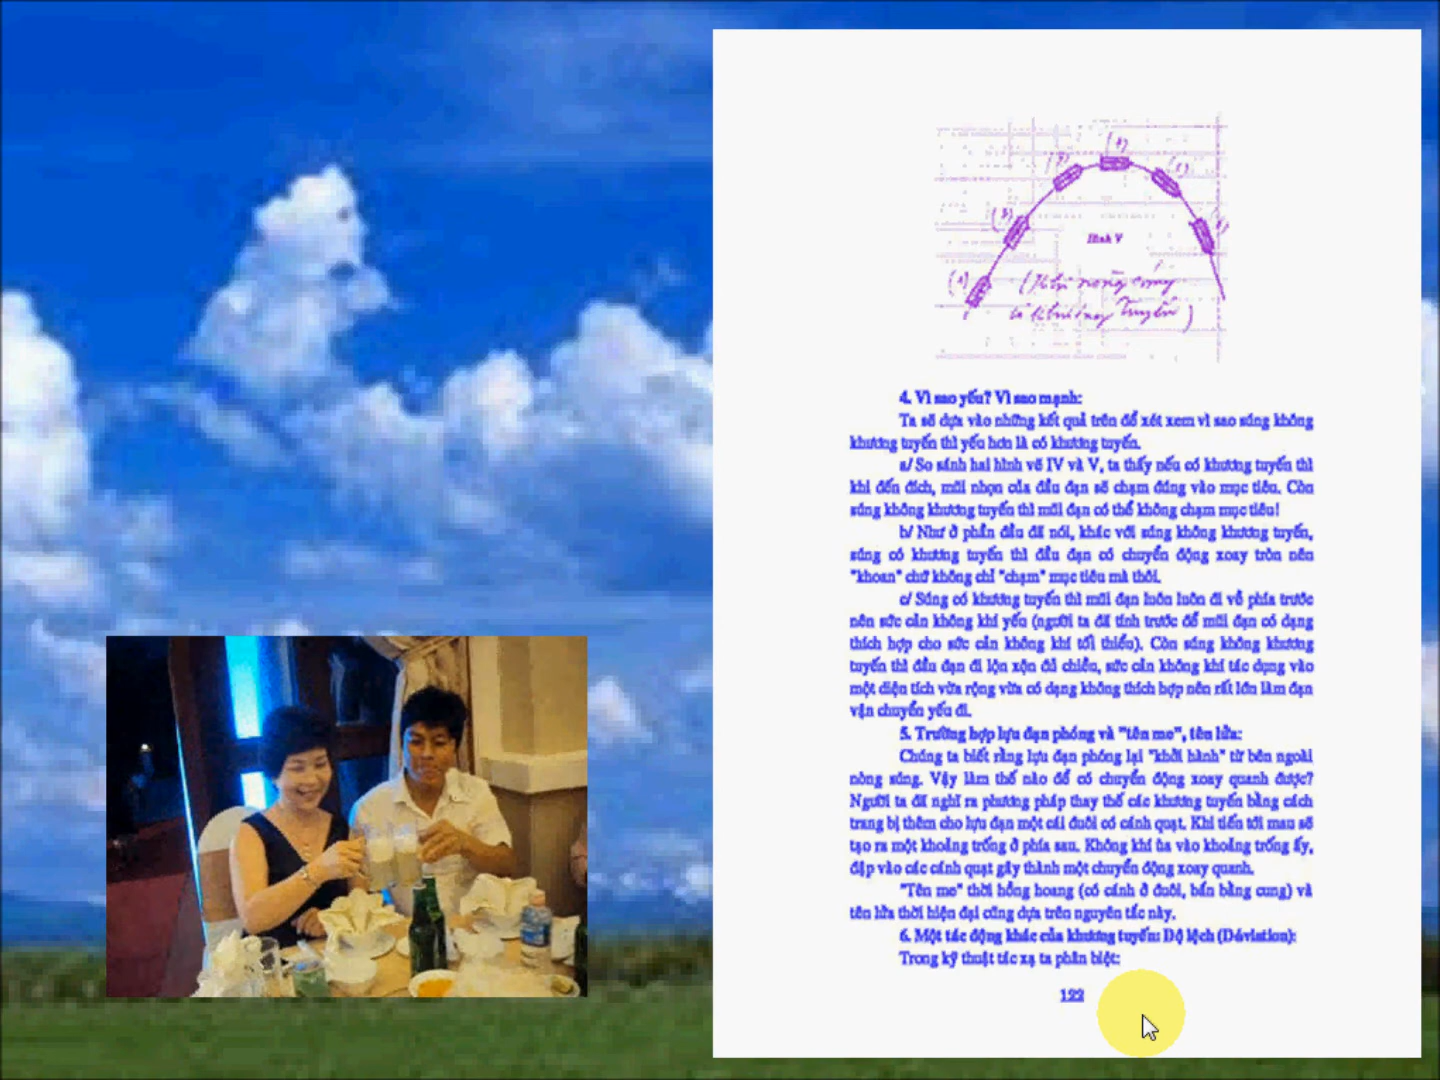 Hình V
4. Vì sao yếu? Vì sao mạnh:
Ta sẽ dựa vào những kết quả trên để xét xem vì sao súng không
khương tuyến thì yếu hơn là có khương tuyến.
a/ So sánh hai hình vẽ IV và V, ta thấy nếu có khương tuyến thì
khi đến đích, mũi nhọn của đầu đạn sẽ chạm đúng vào mục tiêu. Còn
súng không khương tuyến thì mũi đạn có thể không chạm mục tiêu!
b/ Như ở phần đầu đã nói, khác với súng không khương tuyến,
súng có khương tuyến thì đầu đạn có chuyển động xoay tròn nên
"khoan" chứ không chỉ "chạm" mục tiêu mà thôi.
c/ Súng có khương tuyến thì mũi đạn luôn luôn đi về phía trước
nên sức cản không khí yếu (người ta đã tính trước để mũi đạn có dạng
thích hợp cho sức cản không khí tối thiểu). Còn súng không khương
tuyến thì đầu đạn đi lộn xộn đủ chiều, sức cản không khí tác dụng vào
một diện tích vừa rộng vừa có dạng không thích hợp nên rất lớn làm đạn
vận chuyển yếu đi.
5. Trường hợp lựu đạn phóng và "tên mo", tên lửa:
Chúng ta biết rằng lựu đạn phóng lại "khởi hành" từ bên ngoài
nòng súng. Vậy làm thế nào để có chuyển động xoay quanh được?
Người ta đã nghĩ ra phương pháp thay thế các khương tuyến bằng cách
trang bị thêm cho lựu đạn một cái đuôi có cánh quạt. Khi tiến tới mau sẽ
tạo ra một khoảng trống ở phía sau. Không khí ùa vào khoảng trống ấy,
đập vào các cánh quạt gây thành một chuyển động xoay quanh.
"Tên mo" thời hồng hoang (có cánh ở đuôi, bắn bằng cung) và
tên lửa thời hiện đại cũng dựa trên nguyên tắc này.
6. Một tác động khác của khương tuyến: Độ lệch (Déviation):
Trong kỹ thuật tác xạ ta phân biệt:
122